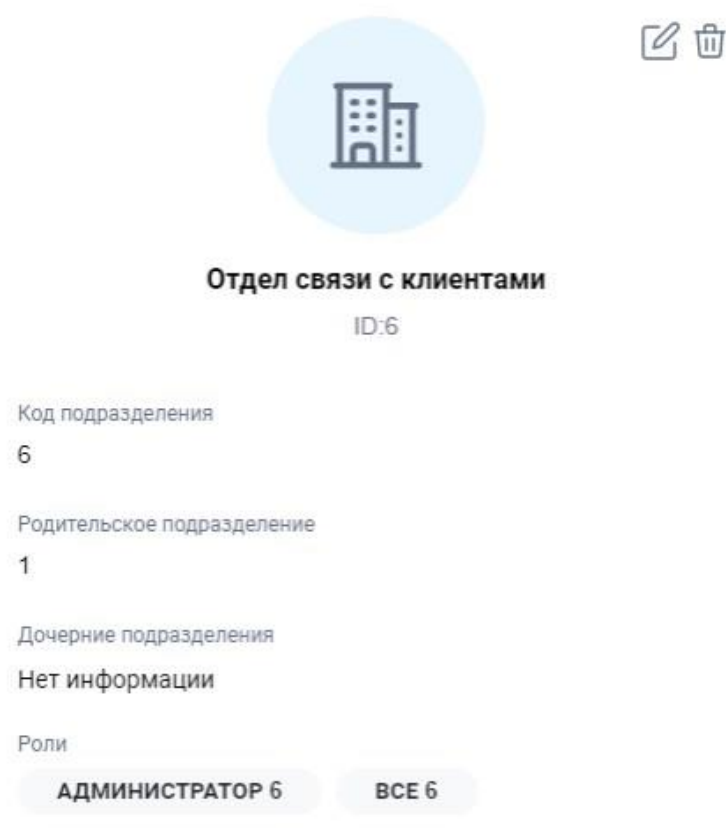 Отдел связи с клиентами
ID:6
Код подразделения
6
Родительское подразделение
1
Дочерние подразделения
Нет информации
Роли
АДМИНИСТРАТОР 6 ВСЕ 6